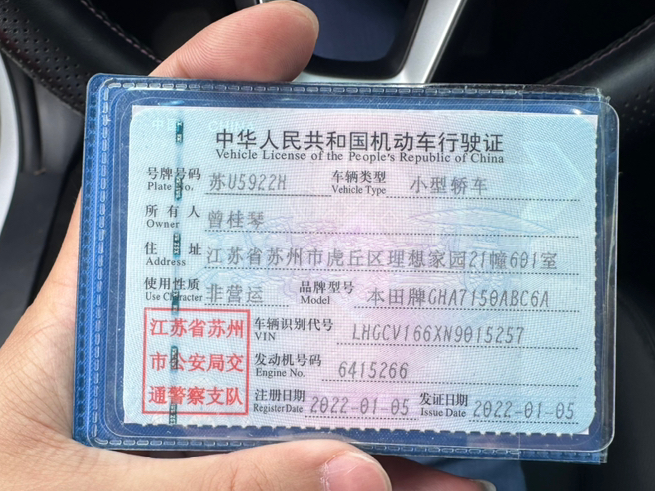 中华人民共和国机动车行驶证
Vehicle License of the People's Republic of China
号牌号码 苏U5922H 车辆类型 小型轿车
Plate No. Vehicle Type
所有人 曾桂琴
Owner
住址 江苏省苏州市虎丘区理想家园21幢601室
Address
使用性质 非营运 品牌型号 本田牌GHA7150ABC6A
Use Character Model
江苏省苏州 车辆识别代号 LHGCV166XN9015257
VIN
市公安局交 发动机号码 6415266
Engine No.
通警察支队 注册日期 2022-01-05 发证日期 2022-01-05
Register Date Issue Date